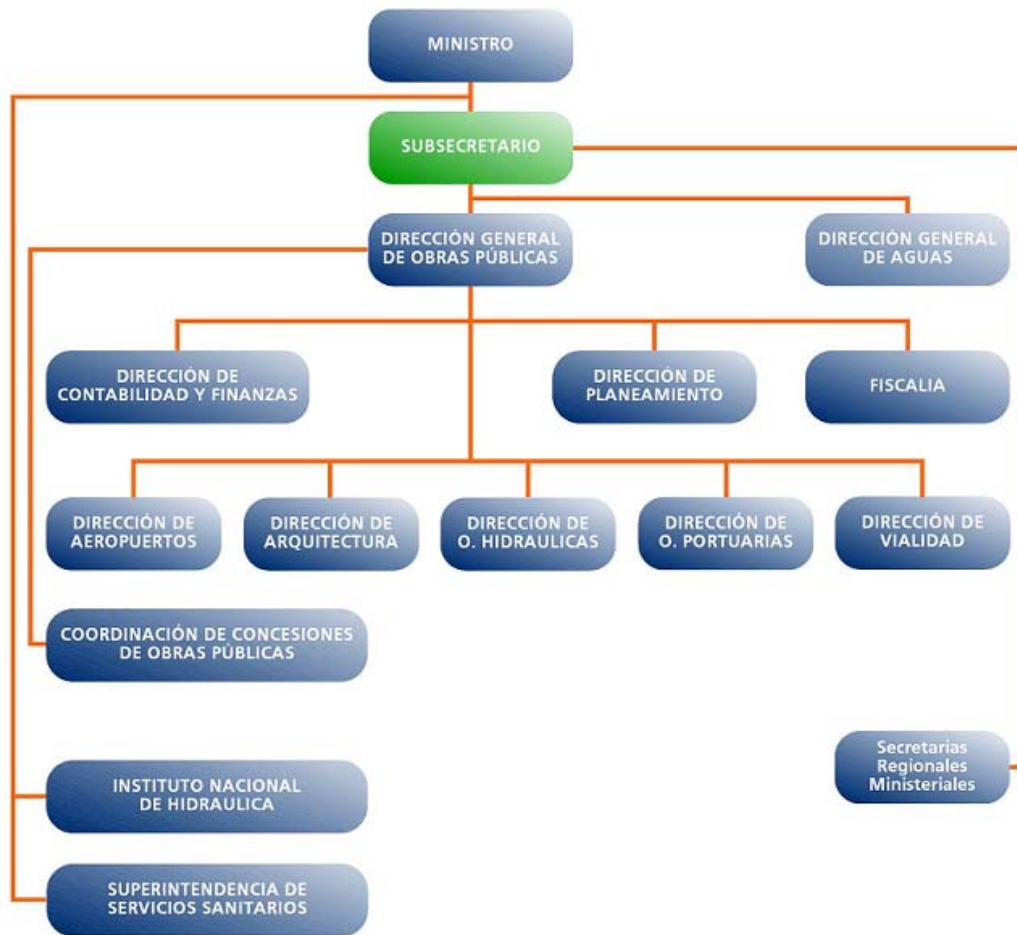 MINISTRO
SUBSECRETARIO
DIRECCIÓN GENERAL
DE OBRAS PÚBLICAS
DIRECCIÓN GENERAL
DE AGUAS
DIRECCIÓN DE
CONTABILIDAD Y FINANZAS
DIRECCIÓN DE
PLANEAMIENTO
FISCALIA
DIRECCIÓN DE
AEROPUERTOS
DIRECCIÓN DE
ARQUITECTURA
DIRECCIÓN DE
O. HIDRAULICAS
DIRECCIÓN DE
O. PORTUARIAS
DIRECCIÓN DE
VIALIDAD
COORDINACIÓN DE CONCESIONES
DE OBRAS PÚBLICAS
Secretarias
Regionales
Ministeriales
INSTITUTO NACIONAL
DE HIDRAULICA
SUPERINTENDENCIA DE
SERVICIOS SANITARIOS